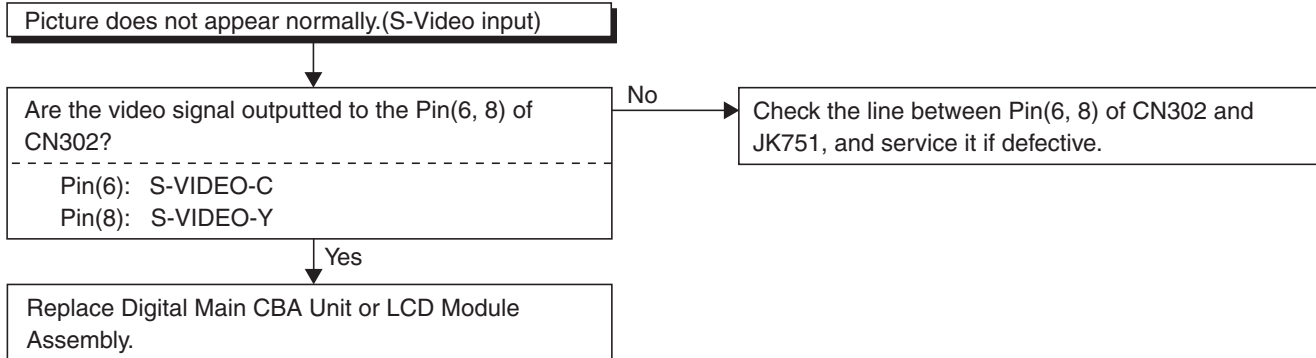 Picture does not appear normally.(S-Video input)
Are the video signal outputted to the Pin(6, 8) of
CN302?
Pin(6): S-VIDEO-C
Pin(8): S-VIDEO-Y
No
Check the line between Pin(6, 8) of CN302 and
JK751, and service it if defective.
Yes
Replace Digital Main CBA Unit or LCD Module
Assembly.